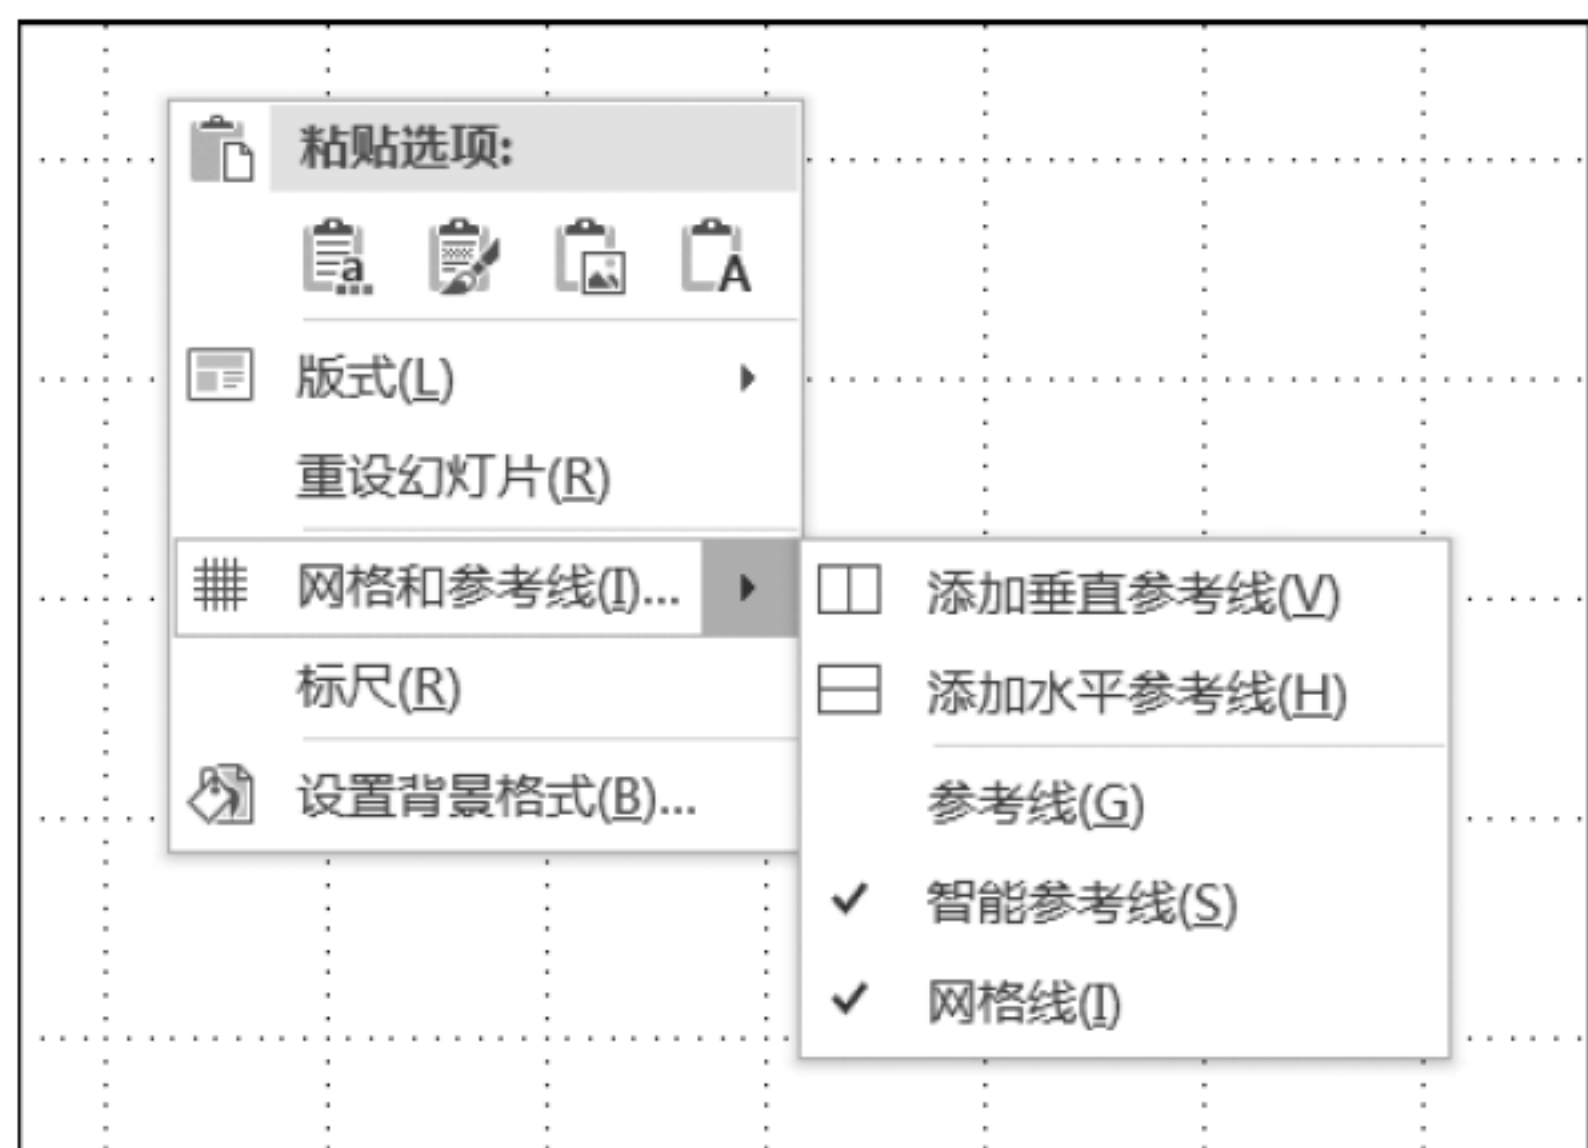 粘贴选项:
版式(L)
重设幻灯片(R)
网格和参考线(I)...
标尺(R)
设置背景格式(B)...
添加垂直参考线(V)
添加水平参考线(H)
参考线(G)
智能参考线(S)
网格线(I)